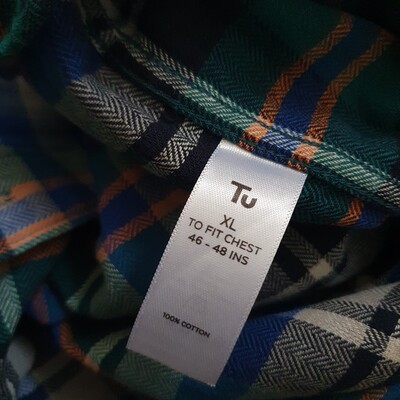 Tu
XL
TO FIT CHEST
46 - 48 INS
100% COTTON